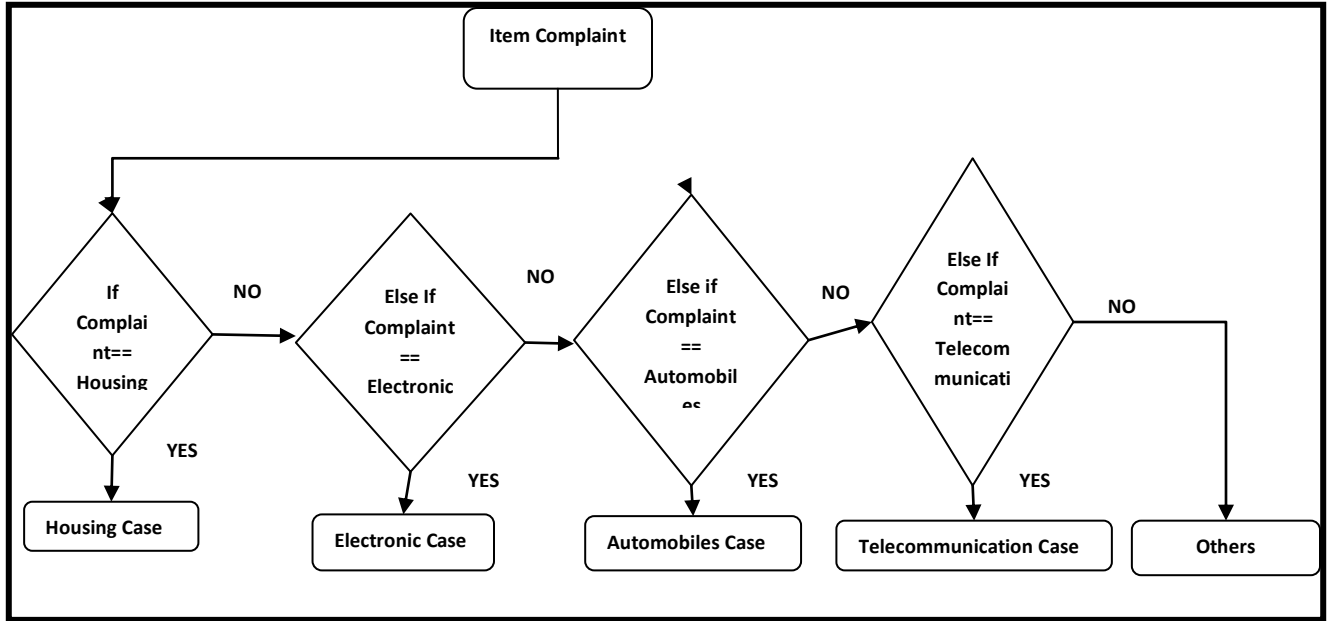 Item Complaint
If
Complai
nt==
Housing
NO
Else If
Complaint
==
Electronic
NO
Else if
Complaint
==
Automobil
es
NO
Else If
Complai
nt==
Telecom
municati
NO
YES
YES
YES
YES
Housing Case
Electronic Case
Automobiles Case
Telecommunication Case
Others